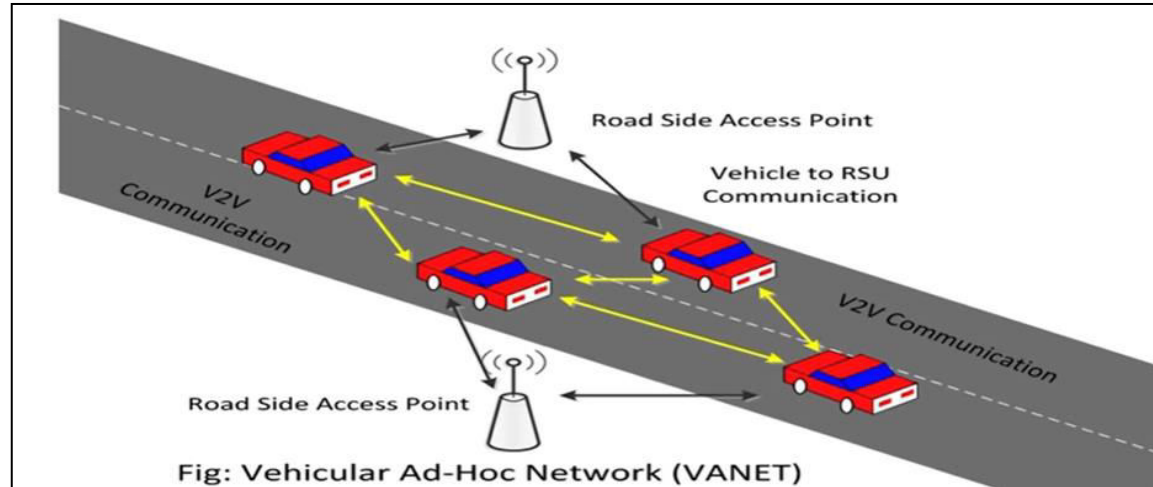 Road Side Access Point
Vehicle to RSU
Communication
V2V
Communication
V2V Communication
Road Side Access Point
Fig: Vehicular Ad-Hoc Network (VANET)